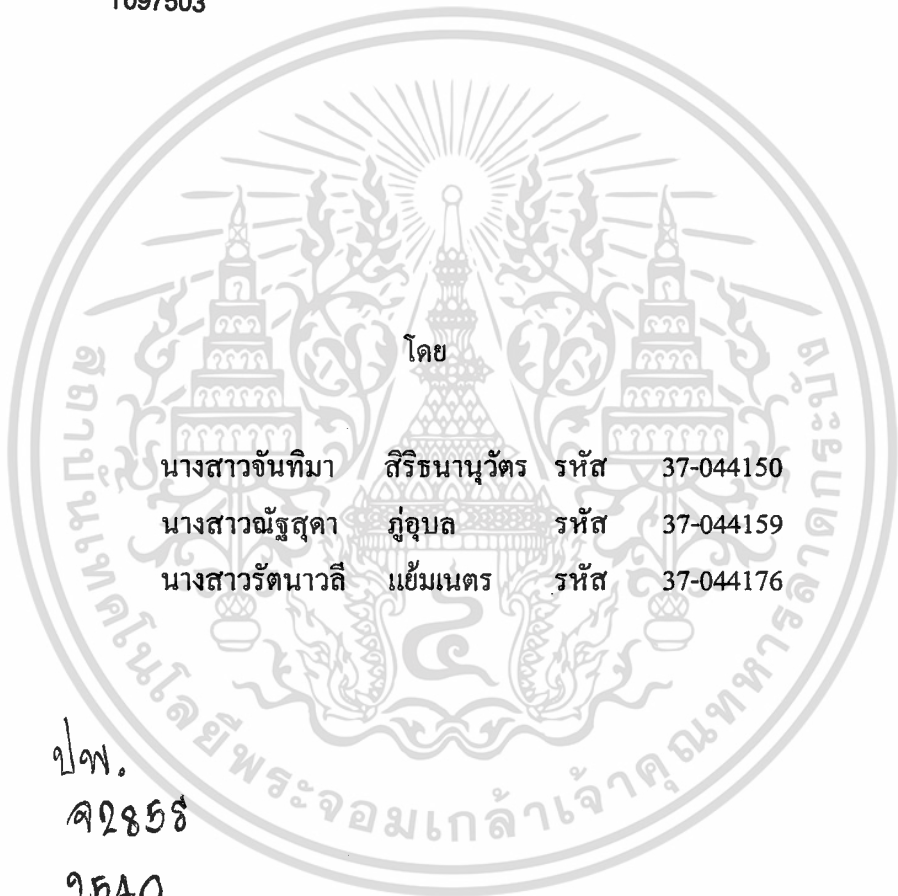 1097503
โดย
นางสาวจันทิมา สิริธนานุวัตร รหัส 37-044150
นางสาวณัฐสุดา ภู่อุบล รหัส 37-044159
นางสาวรัตนาวลี แย้มเนตร รหัส 37-044176
สถาบันเทคโนโลยีพระจอมเกล้าเจ้าคุณทหารลาดกระบัง
ปพ.
2540